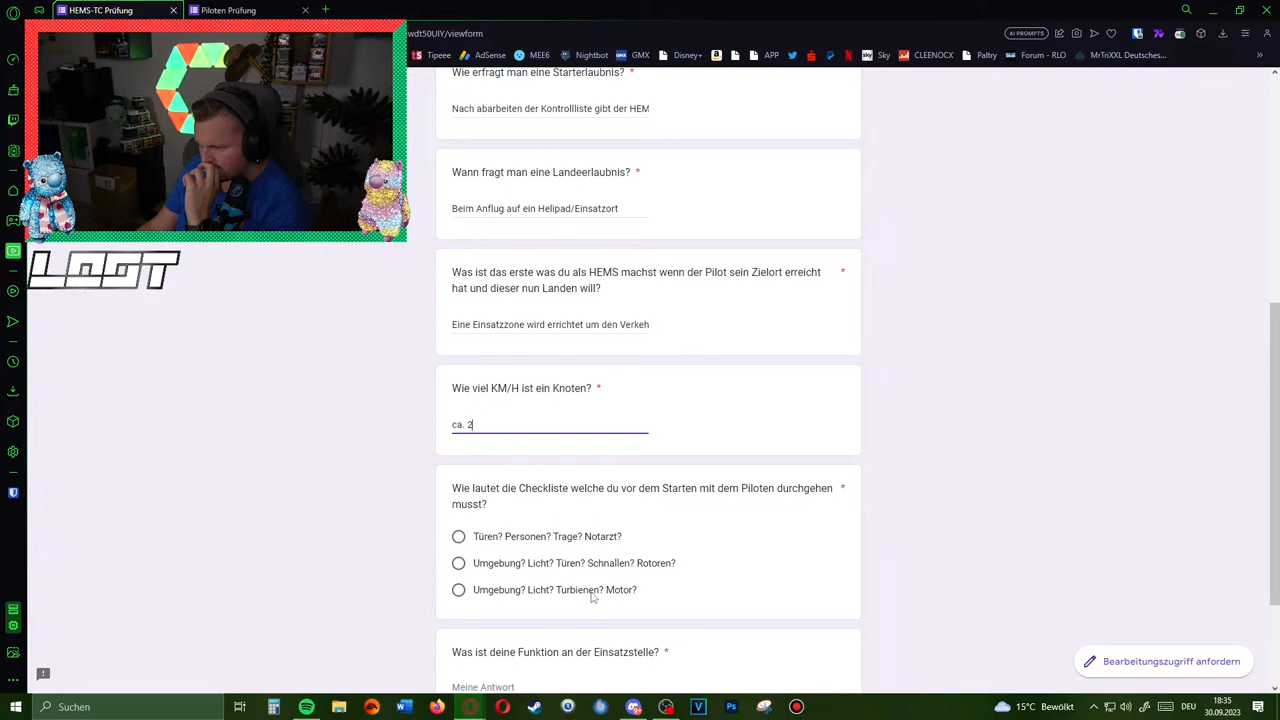 HEMS-TC Prüfung
Piloten Prüfung
wdt50UIY/viewform
AI PROMPTS
Tipeee
AdSense
MEE6
Nightbot
GMX
Disney+
APP
Sky
CLEENOCX
Paltry
Forum - RLO
MrTriXXL Deutsches...
Wie erfragt man eine Starterlaubnis? *
Nach abarbeiten der Kontrollliste gibt der HEM
Wann fragt man eine Landeerlaubnis? *
Beim Anflug auf ein Helipad/Einsatzort
LOOT
Was ist das erste was du als HEMS machst wenn der Pilot sein Zielort erreicht *
hat und dieser nun Landen will?
Eine Einsatzzone wird errichtet um den Verkeh
Wie viel KM/H ist ein Knoten? *
ca. 2
Wie lautet die Checkliste welche du vor dem Starten mit dem Piloten durchgehen *
musst?
Türen? Personen? Trage? Notarzt?
Umgebung? Licht? Türen? Schnallen? Rotoren?
Umgebung? Licht? Turbienen? Motor?
Was ist deine Funktion an der Einsatzstelle? *
Meine Antwort
Bearbeitungszugriff anfordern
Suchen
15°C Bewölkt
DEU
18:35
30.09.2023